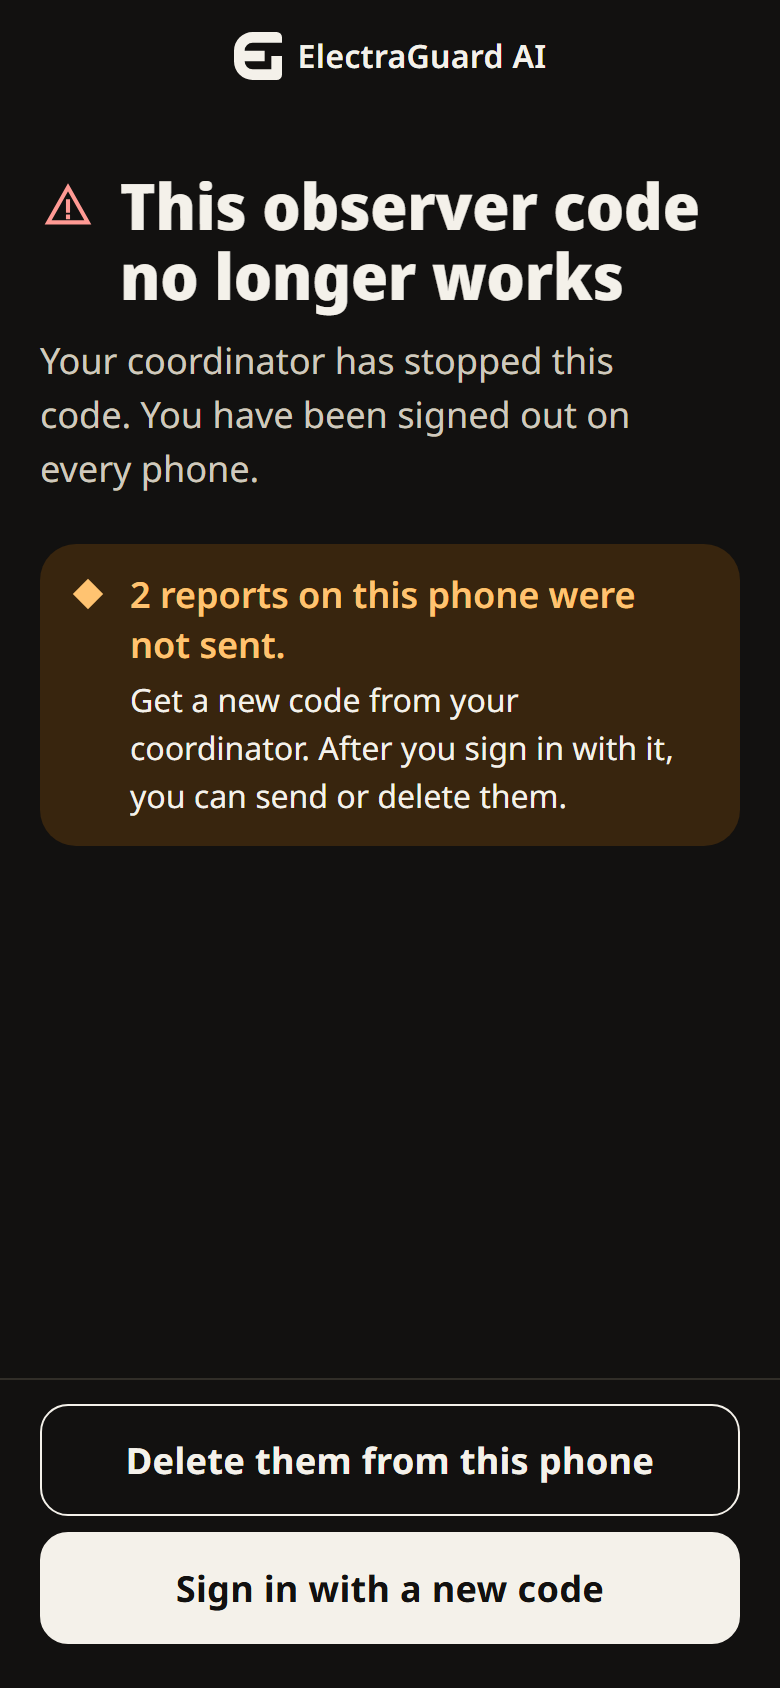 ElectraGuard AI
This observer code
no longer works
Your coordinator has stopped this
code. You have been signed out on
every phone.
2 reports on this phone were
not sent.
Get a new code from your
coordinator. After you sign in with it,
you can send or delete them.
Delete them from this phone
Sign in with a new code